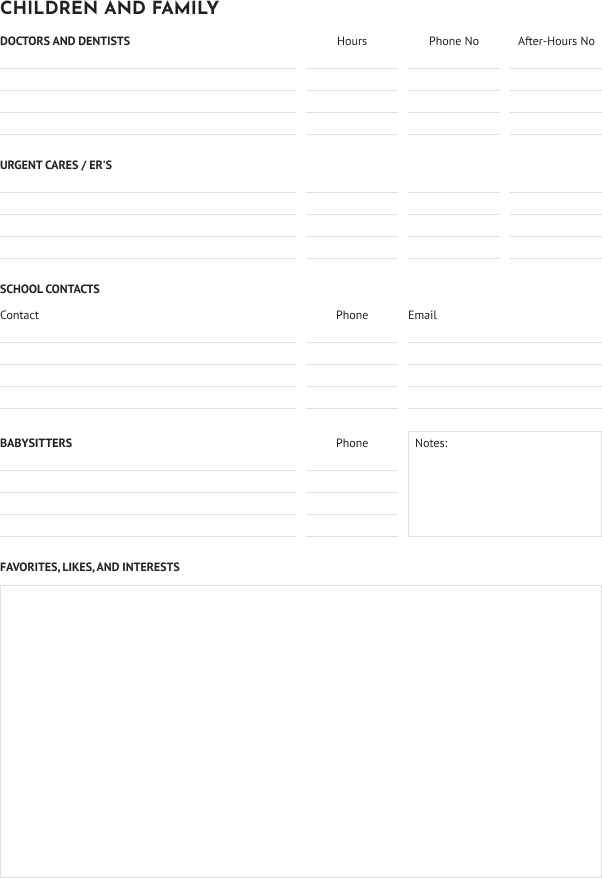 CHILDREN AND FAMILY
DOCTORS AND DENTISTS Hours Phone No After-Hours No
URGENT CARES / ER'S
SCHOOL CONTACTS
Contact Phone Email
BABYSITTERS Phone Notes:
FAVORITES, LIKES, AND INTERESTS